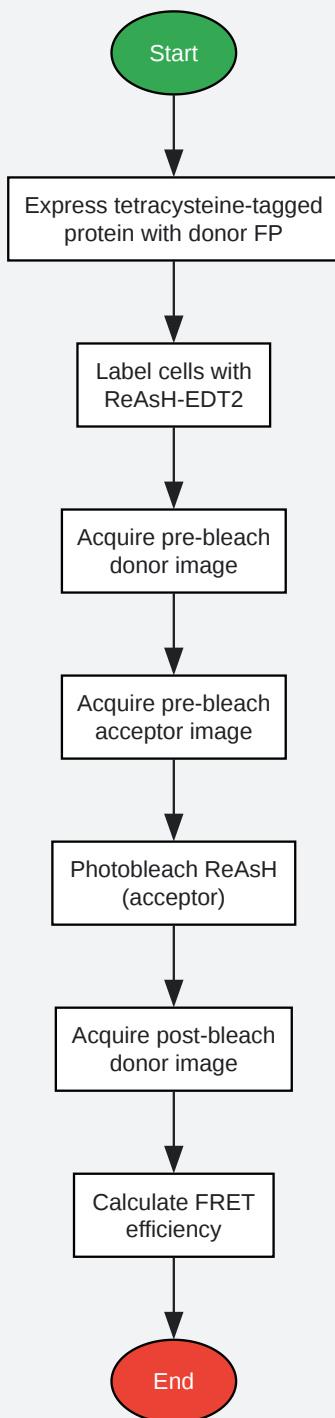 Start
Express tetracysteine-tagged
protein with donor FP
Label cells with
ReAsH-EDT2
Acquire pre-bleach
donor image
Acquire pre-bleach
acceptor image
Photobleach ReAsH
(acceptor)
Acquire post-bleach
donor image
Calculate FRET
efficiency
End